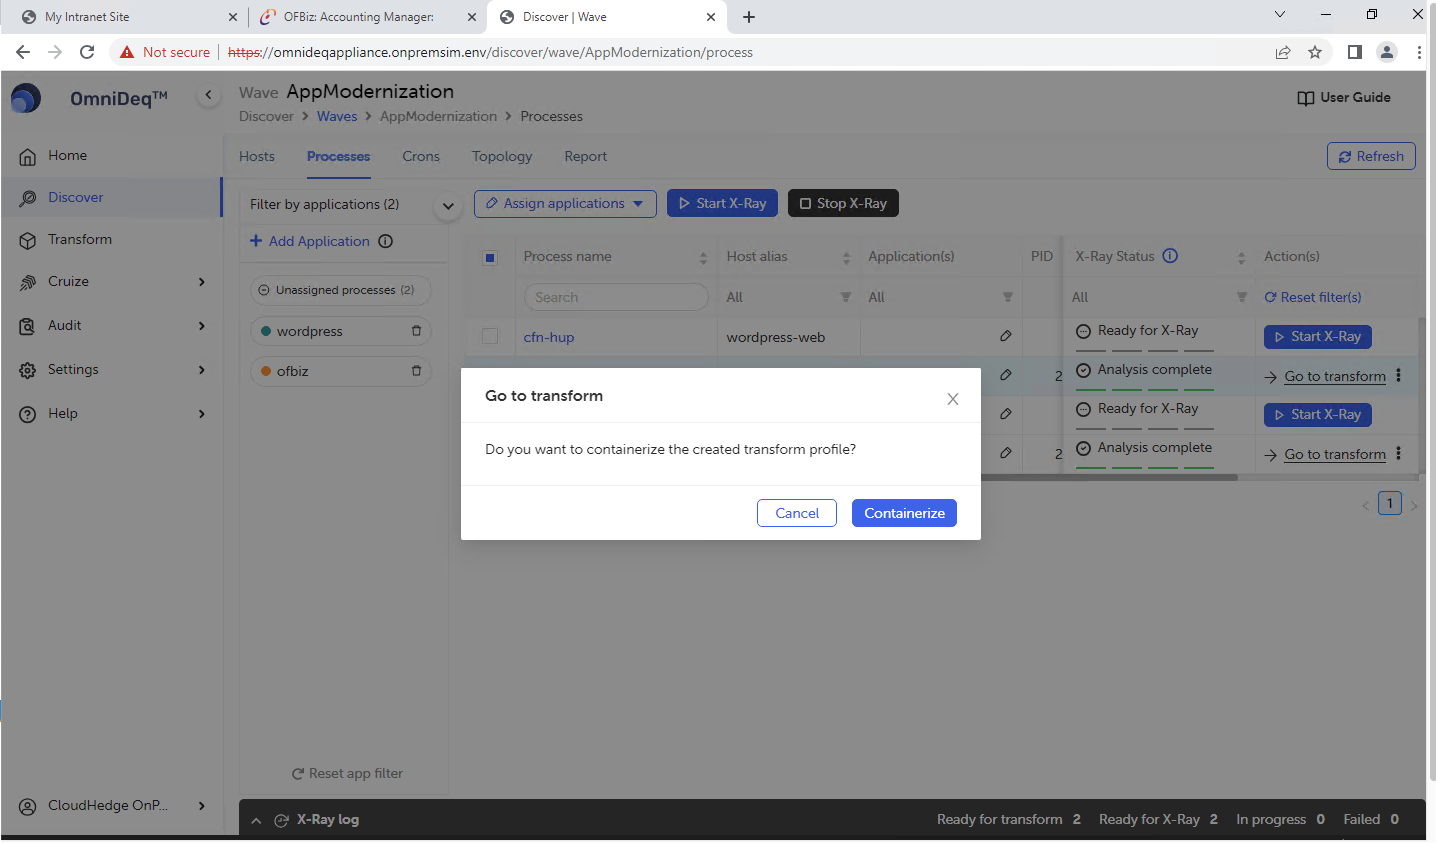 My Intranet Site
OFBiz: Accounting Manager:
Discover | Wave
Not secure
https://omnideqappliance.onpremsim.env/discover/wave/AppModernization/process
OmniDeq™
Wave AppModernization
Discover > Waves > AppModernization > Processes
User Guide
Home
Discover
Transform
Cruize
Audit
Settings
Help
CloudHedge OnP...
Hosts
Processes
Crons
Topology
Report
Refresh
Filter by applications (2)
Add Application
Unassigned processes (2)
wordpress
ofbiz
Reset app filter
Assign applications
Start X-Ray
Stop X-Ray
Process name
Host alias
Application(s)
PID
X-Ray Status
Action(s)
Search
All
All
All
Reset filter(s)
cfn-hup
wordpress-web
Ready for X-Ray
Start X-Ray
2
Analysis complete
Go to transform
Ready for X-Ray
Start X-Ray
2
Analysis complete
Go to transform
1
Go to transform
Do you want to containerize the created transform profile?
Cancel
Containerize
X-Ray log
Ready for transform 2
Ready for X-Ray 2
In progress 0
Failed 0